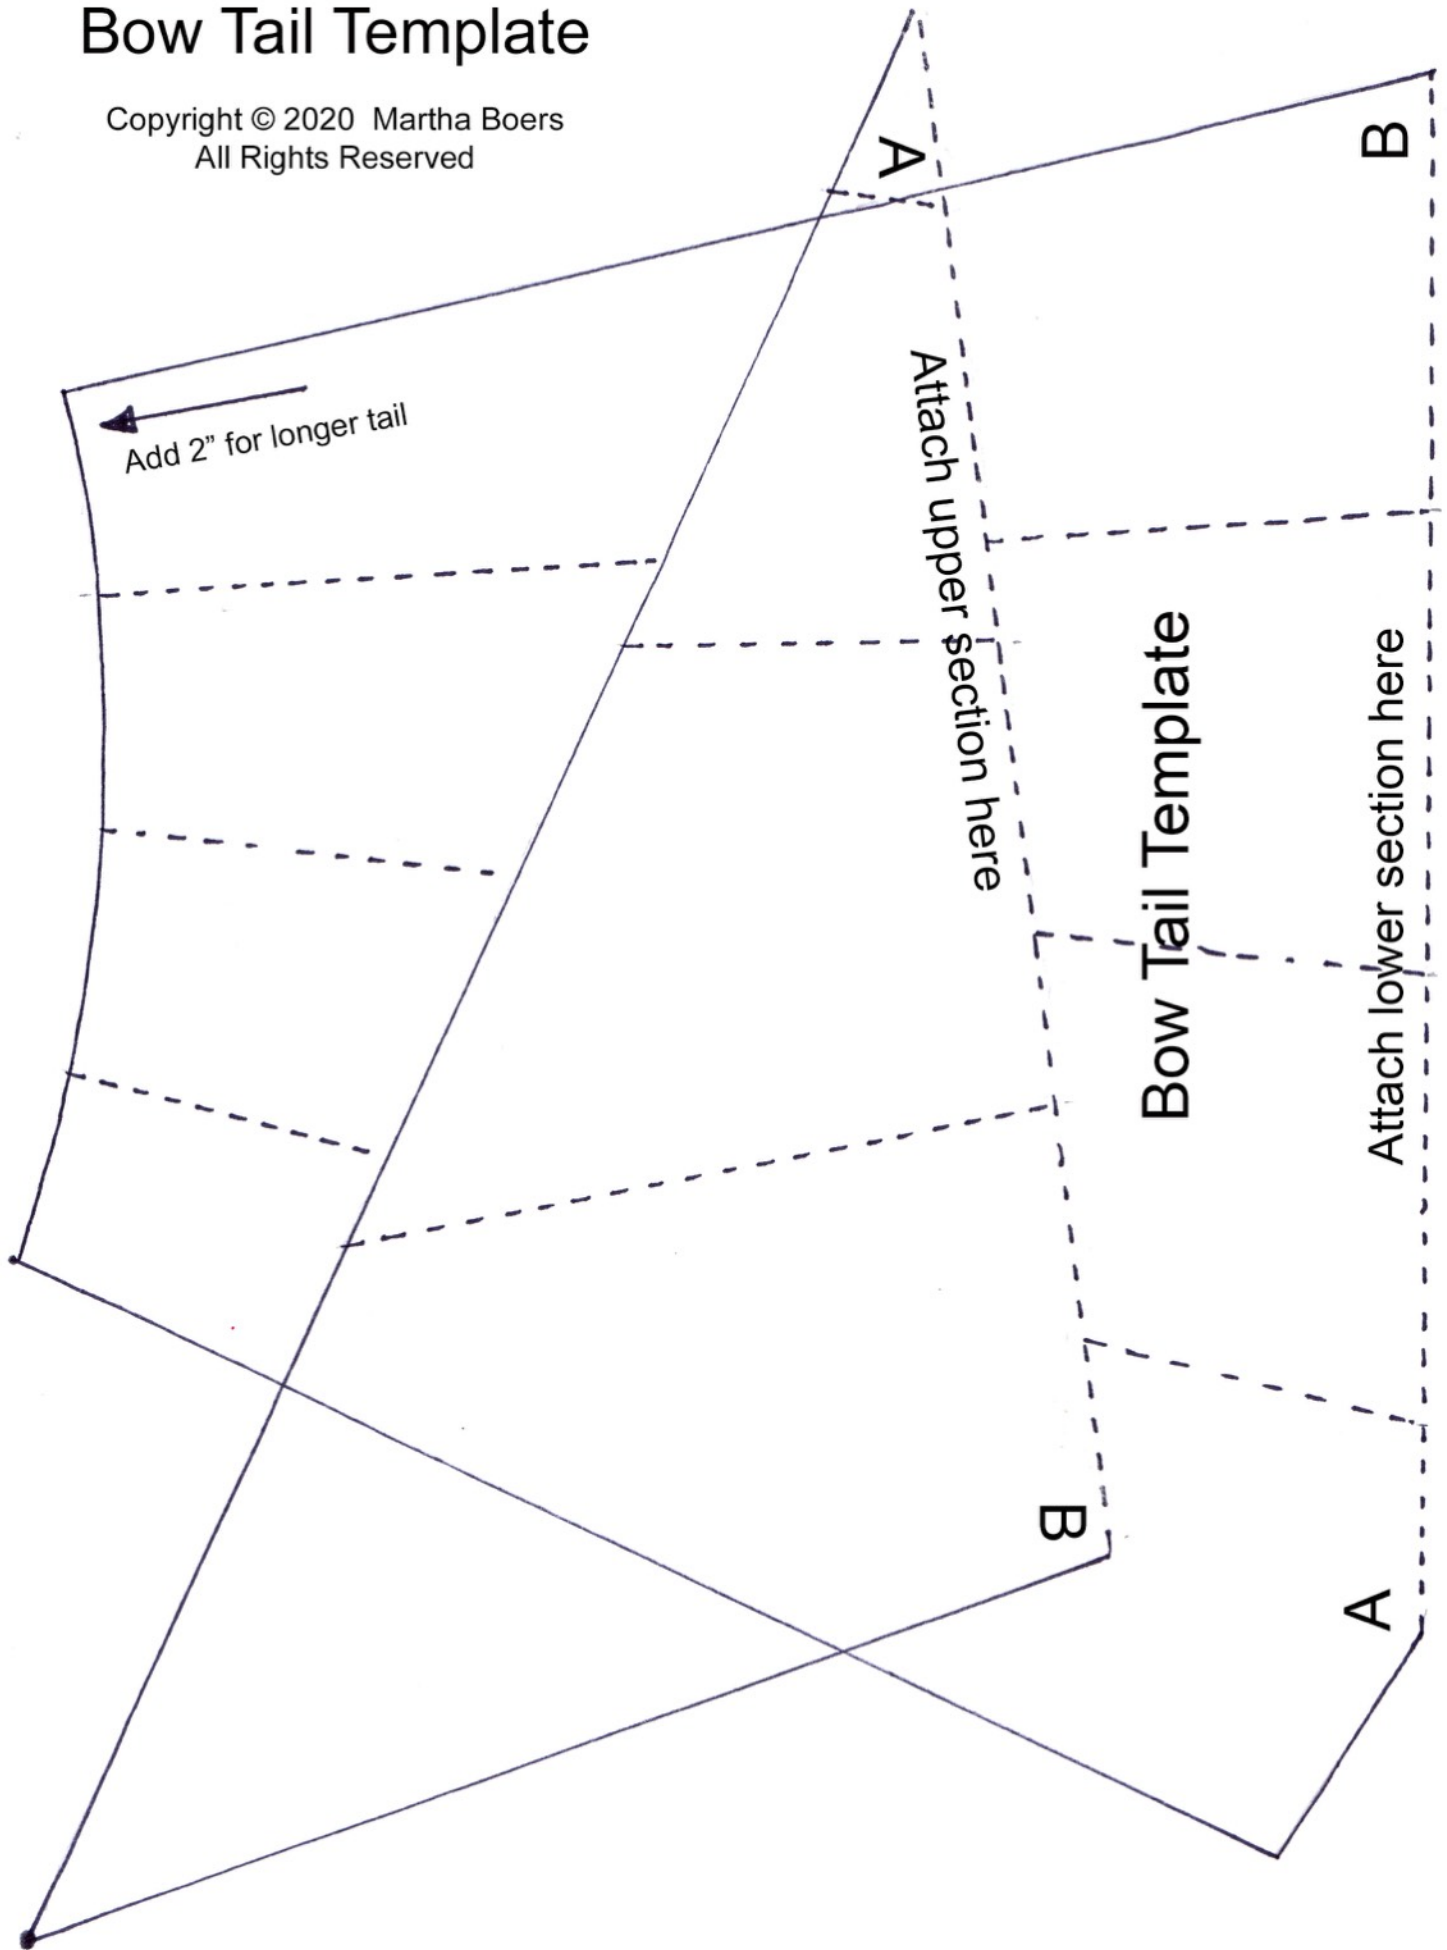 Bow Tail Template
Copyright © 2020 Martha Boers
All Rights Reserved
A
B
Add 2” for longer tail
Attach upper section here
Bow Tail Template
Attach lower section here
B
A